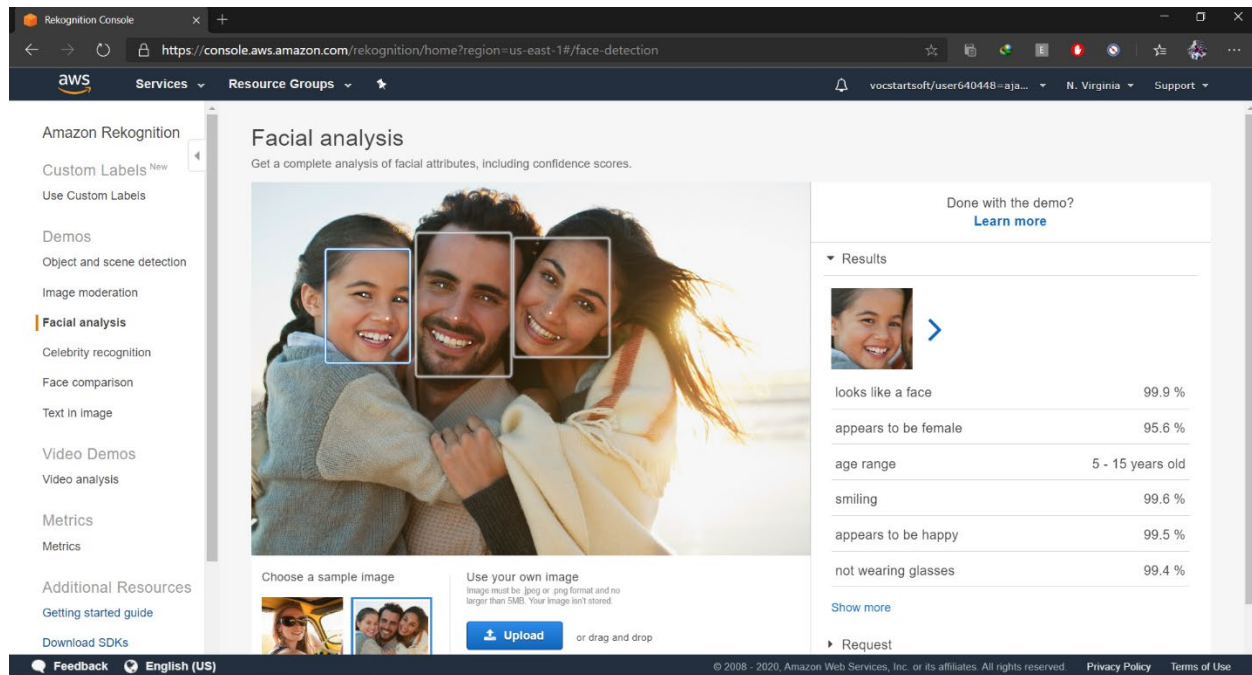 Rekognition Console
https://console.aws.amazon.com/rekognition/home?region=us-east-1#/face-detection
aws Services Resource Groups vocstartsoft/user640448=aja... N. Virginia Support
Amazon Rekognition
Custom Labels New
Use Custom Labels
Demos
Object and scene detection
Image moderation
Facial analysis
Celebrity recognition
Face comparison
Text in image
Video Demos
Video analysis
Metrics
Metrics
Additional Resources
Getting started guide
Download SDKs
Facial analysis
Get a complete analysis of facial attributes, including confidence scores.
Choose a sample image
Use your own image
Image must be .jpeg or .png format and no
larger than 5MB. Your image isn't stored.
Upload or drag and drop
Done with the demo?
Learn more
Results
looks like a face 99.9 %
appears to be female 95.6 %
age range 5 - 15 years old
smiling 99.6 %
appears to be happy 99.5 %
not wearing glasses 99.4 %
Show more
Request
Feedback English (US) © 2008 - 2020, Amazon Web Services, Inc. or its affiliates. All rights reserved. Privacy Policy Terms of Use